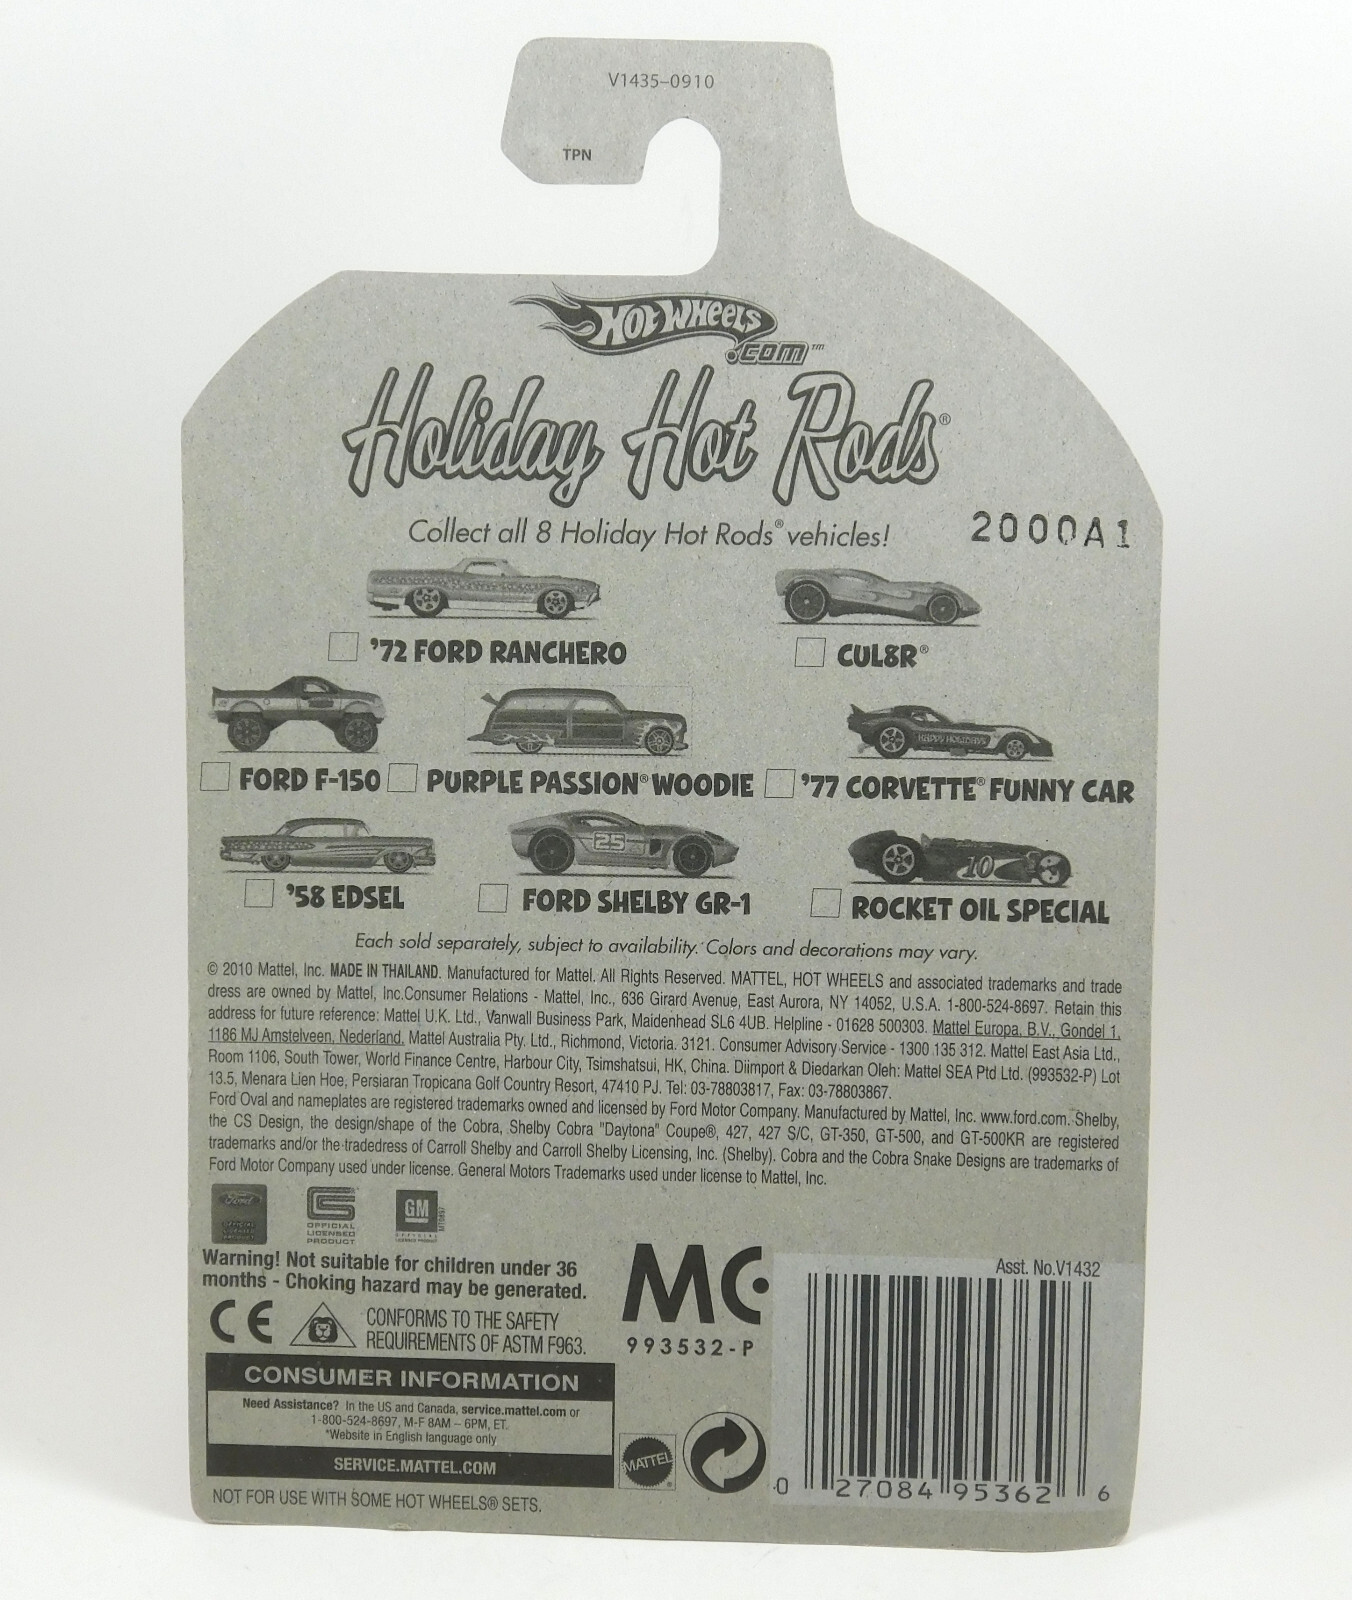 V1435-0910
TPN
HOT WHEELS
.COM™
Holiday Hot Rods®
Collect all 8 Holiday Hot Rods® vehicles!
2000A1
'72 FORD RANCHERO
CUL8R®
HAPPY HOLIDAYS
FORD F-150
PURPLE PASSION® WOODIE
'77 CORVETTE® FUNNY CAR
25
10
'58 EDSEL
FORD SHELBY GR-1
ROCKET OIL SPECIAL
Each sold separately, subject to availability. Colors and decorations may vary.
© 2010 Mattel, Inc. MADE IN THAILAND. Manufactured for Mattel. All Rights Reserved. MATTEL, HOT WHEELS and associated trademarks and trade
dress are owned by Mattel, Inc.Consumer Relations - Mattel, Inc., 636 Girard Avenue, East Aurora, NY 14052, U.S.A. 1-800-524-8697. Retain this
address for future reference: Mattel U.K. Ltd., Vanwall Business Park, Maidenhead SL6 4UB. Helpline - 01628 500303. Mattel Europa, B.V., Gondel 1,
1186 MJ Amstelveen, Nederland. Mattel Australia Pty. Ltd., Richmond, Victoria. 3121. Consumer Advisory Service - 1300 135 312. Mattel East Asia Ltd.,
Room 1106, South Tower, World Finance Centre, Harbour City, Tsimshatsui, HK, China. Diimport & Diedarkan Oleh: Mattel SEA Ptd Ltd. (993532-P) Lot
13.5, Menara Lien Hoe, Persiaran Tropicana Golf Country Resort, 47410 PJ. Tel: 03-78803817, Fax: 03-78803867.
Ford Oval and nameplates are registered trademarks owned and licensed by Ford Motor Company. Manufactured by Mattel, Inc. www.ford.com. Shelby,
the CS Design, the design/shape of the Cobra, Shelby Cobra "Daytona" Coupe®, 427, 427 S/C, GT-350, GT-500, and GT-500KR are registered
trademarks and/or the tradedress of Carroll Shelby and Carroll Shelby Licensing, Inc. (Shelby). Cobra and the Cobra Snake Designs are trademarks of
Ford Motor Company used under license. General Motors Trademarks used under license to Mattel, Inc.
Ford
OFFICIAL
LICENSED
PRODUCT
GM
Warning! Not suitable for children under 36
months - Choking hazard may be generated.
CE
CONFORMS TO THE SAFETY
REQUIREMENTS OF ASTM F963.
MC
993532-P
CONSUMER INFORMATION
Need Assistance? In the US and Canada, service.mattel.com or
1-800-524-8697, M-F 8AM – 6PM, ET.
*Website in English language only
SERVICE.MATTEL.COM
NOT FOR USE WITH SOME HOT WHEELS® SETS.
MATTEL
Asst. No.V1432
0 27084 95362 6